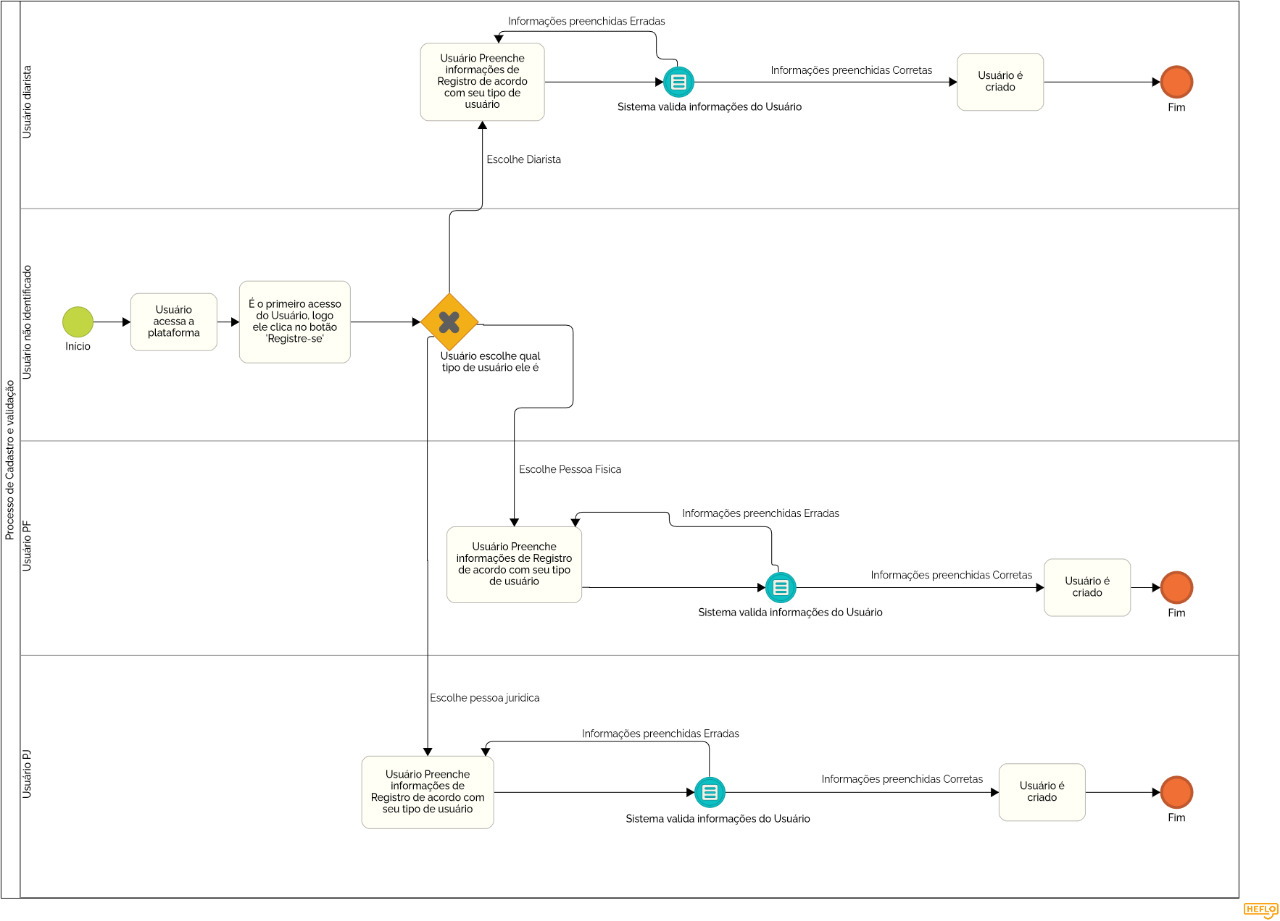 Processo de Cadastro e validação
Usuário diarista
Informações preenchidas Erradas
Usuário Preenche
informações de
Registro de acordo
com seu tipo de
usuário
Sistema valida informações do Usuário
Informações preenchidas Corretas
Usuário é
criado
Fim
Escolhe Diarista
Usuário não identificado
Início
Usuário
acessa a
plataforma
É o primeiro acesso
do Usuário, logo
ele clica no botão
'Registre-se'
Usuário escolhe qual
tipo de usuário ele é
Usuário PF
Escolhe Pessoa Física
Informações preenchidas Erradas
Usuário Preenche
informações de Registro
de acordo com seu tipo
de usuário
Sistema valida informações do Usuário
Informações preenchidas Corretas
Usuário é
criado
Fim
Usuário PJ
Escolhe pessoa jurídica
Informações preenchidas Erradas
Usuário Preenche
informações de
Registro de acordo com
seu tipo de usuário
Sistema valida informações do Usuário
Informações preenchidas Corretas
Usuário é
criado
Fim
HEFLO